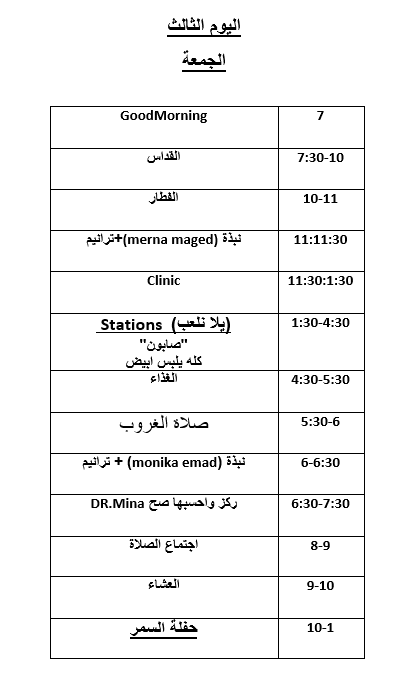 اليوم الثالث
الجمعة
GoodMorning 7
القداس 7:30-10
الفطار 10-11
نبذة (merna maged)+ترانيم 11:11:30
Clinic 11:30:1:30
Stations (يلا نلعب) 1:30-4:30
"صابون"
كله يلبس ابيض
الغذاء 4:30-5:30
صلاة الغروب 5:30-6
نبذة (monika emad) + ترانيم 6-6:30
ركز واحسبها صح DR.Mina 6:30-7:30
اجتماع الصلاة 8-9
العشاء 9-10
حفلة السمر 10-1